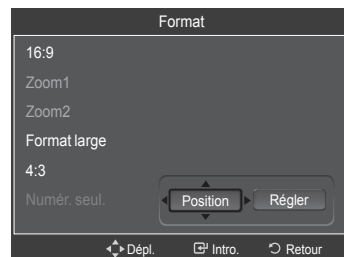 Format
16:9
Zoom1
Zoom2
Format large
4:3
Numér. seul.
Position Régler
Dépl. Intro. Retour